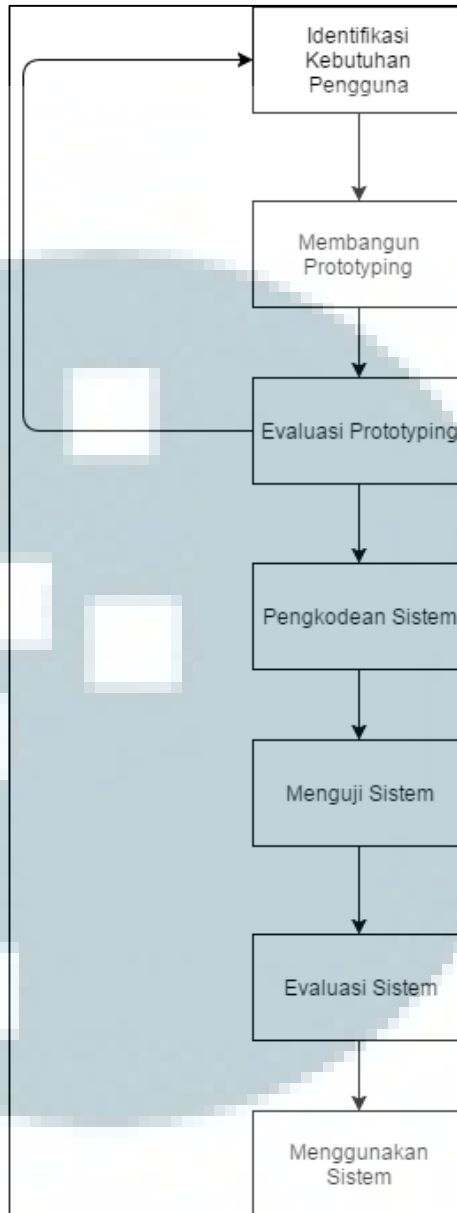 Identifikasi
Kebutuhan
Pengguna
Membangun
Prototyping
Evaluasi Prototyping
Pengkodean Sistem
Menguji Sistem
Evaluasi Sistem
Menggunakan
Sistem